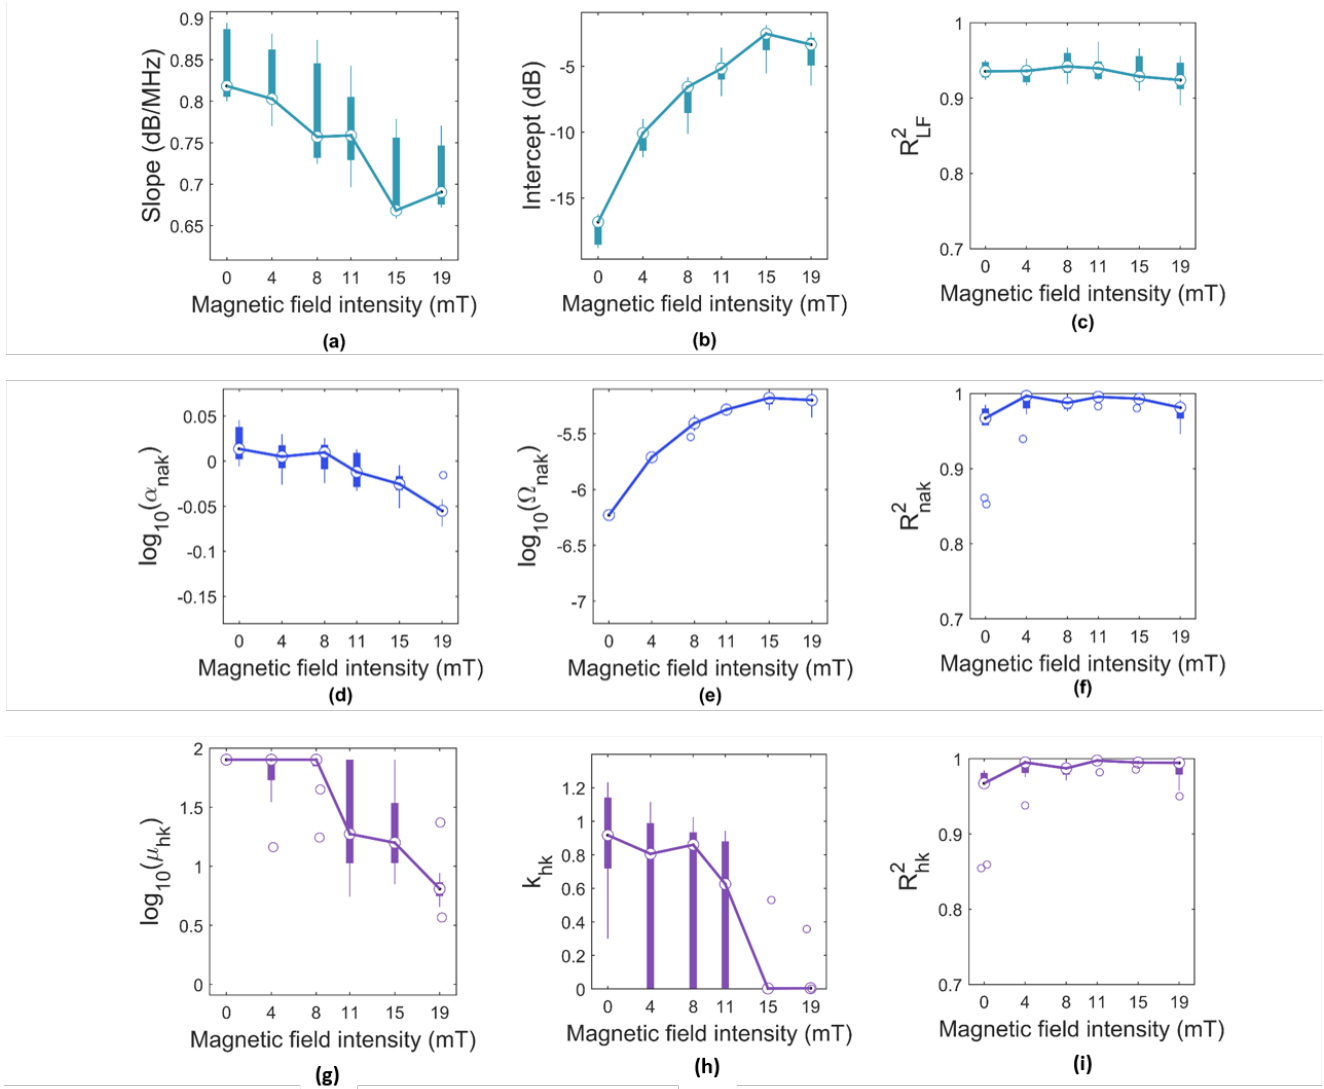 Slope (dB/MHz)
0.9
0.85
0.8
0.75
0.7
0.65
0 4 8 11 15 19
Magnetic field intensity (mT)
(a)
Intercept (dB)
-5
-10
-15
0 4 8 11 15 19
Magnetic field intensity (mT)
(b)
R²LF
1
0.9
0.8
0.7
0 4 8 11 15 19
Magnetic field intensity (mT)
(c)
log10(αnak)
0.05
0
-0.05
-0.1
-0.15
0 4 8 11 15 19
Magnetic field intensity (mT)
(d)
log10(Ωnak)
-5.5
-6
-6.5
-7
0 4 8 11 15 19
Magnetic field intensity (mT)
(e)
R²nak
1
0.9
0.8
0.7
0 4 8 11 15 19
Magnetic field intensity (mT)
(f)
log10(μhk)
2
1.5
1
0.5
0
0 4 8 11 15 19
Magnetic field intensity (mT)
(g)
khk
1.2
1
0.8
0.6
0.4
0.2
0
0 4 8 11 15 19
Magnetic field intensity (mT)
(h)
R²hk
1
0.9
0.8
0.7
0 4 8 11 15 19
Magnetic field intensity (mT)
(i)